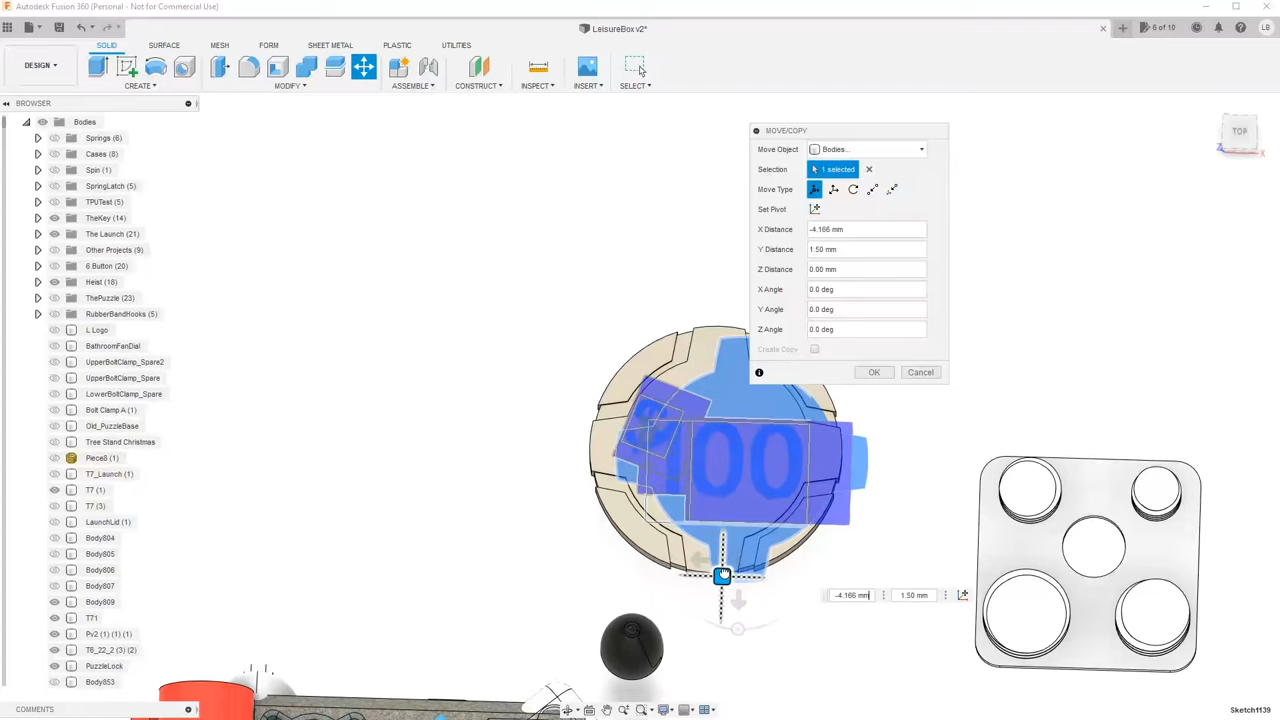 Autodesk Fusion 360 (Personal - Not for Commercial Use)
LeisureBox v2*
6 of 10
LB
DESIGN
SOLID
SURFACE
MESH
FORM
SHEET METAL
PLASTIC
UTILITIES
CREATE
MODIFY
ASSEMBLE
CONSTRUCT
INSPECT
INSERT
SELECT
BROWSER
Bodies
Springs (6)
Cases (8)
Spin (1)
SpringLatch (5)
TPUTest (5)
TheKey (14)
The Launch (21)
Other Projects (9)
6 Button (20)
Heist (18)
ThePuzzle (23)
RubberBandHooks (5)
L Logo
BathroomFanDial
UpperBoltClamp_Spare2
UpperBoltClamp_Spare
LowerBoltClamp_Spare
Bolt Clamp A (1)
Old_PuzzleBase
Tree Stand Christmas
Piece8 (1)
T7_Launch (1)
T7 (1)
T7 (3)
LaunchLid (1)
Body804
Body805
Body806
Body807
Body809
T71
Pv2 (1) (1) (1)
T6_22_2 (3) (2)
PuzzleLock
Body853
MOVE/COPY
Move Object Bodies...
Selection 1 selected
Move Type
Set Pivot
X Distance -4.166 mm
Y Distance 1.50 mm
Z Distance 0.00 mm
X Angle 0.0 deg
Y Angle 0.0 deg
Z Angle 0.0 deg
Create Copy
OK Cancel
TOP
Z X
00
-4.166 mm 1.50 mm
COMMENTS
Sketch1139